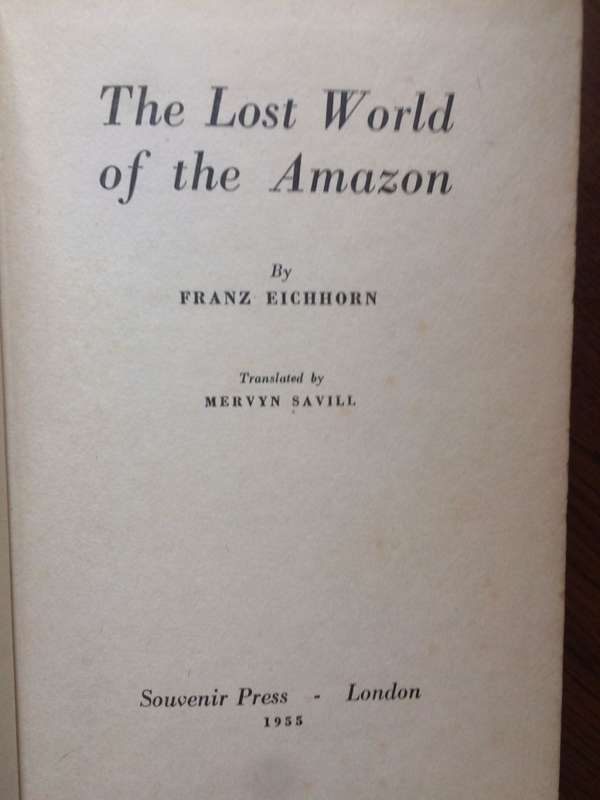 The Lost World
of the Amazon
By
FRANZ EICHHORN
Translated by
MERVYN SAVILL
Souvenir Press - London
1955